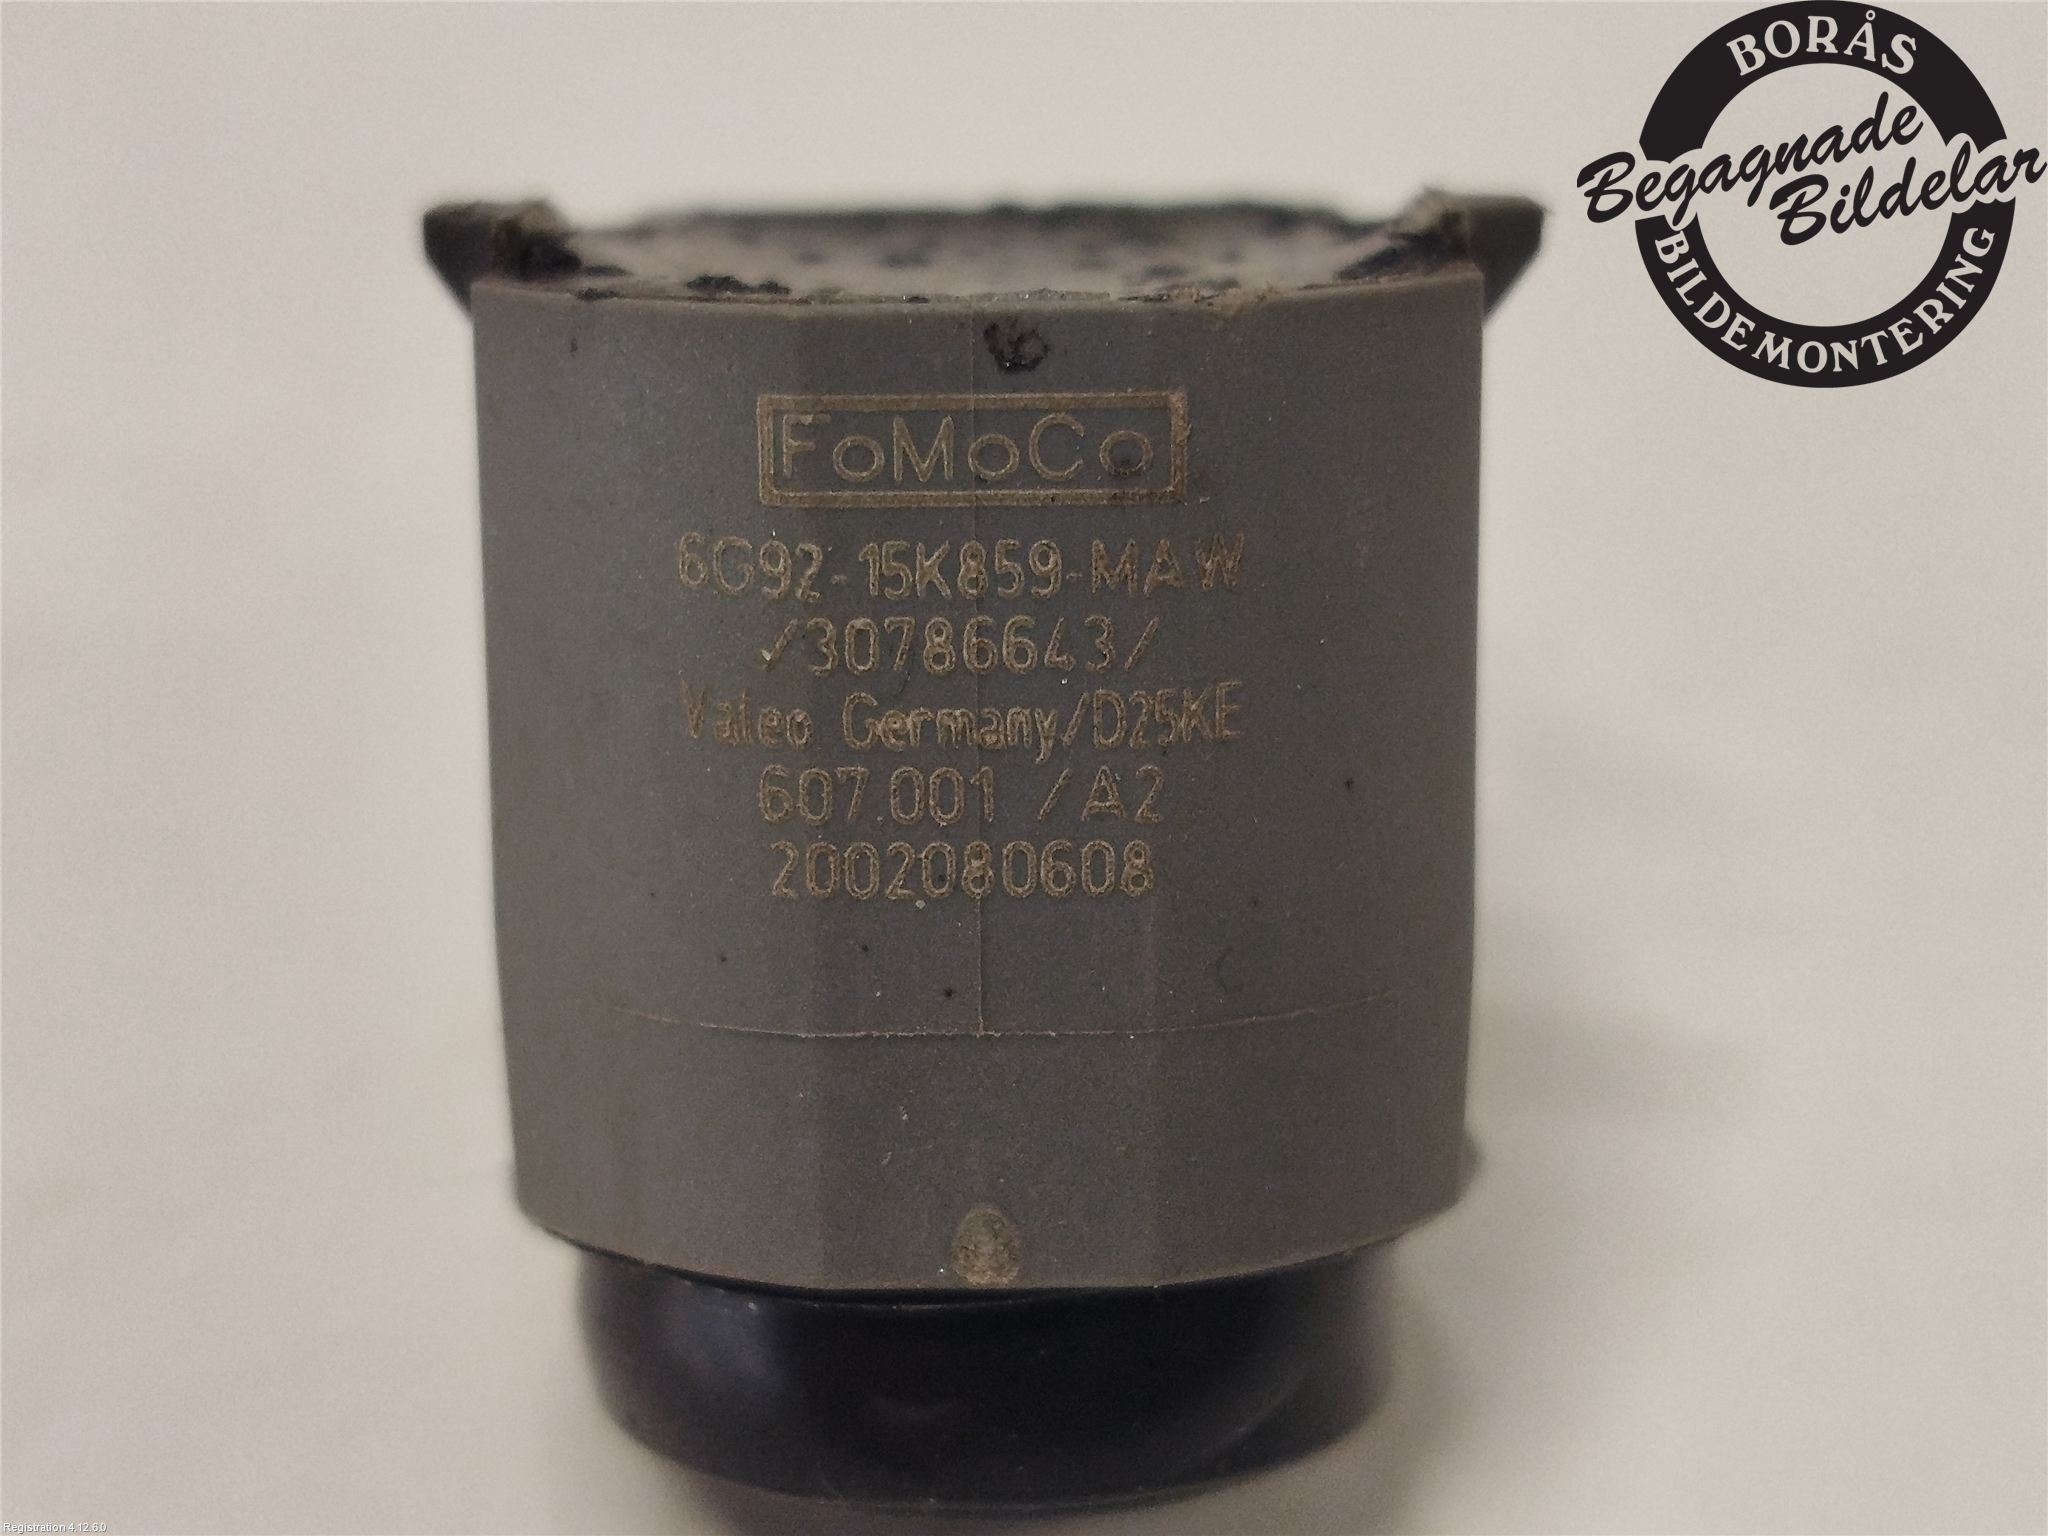 BORÅS
Begagnade
Bildelar
BILDEMONTERING
FoMoCo
6G92-15K859-MAW
/30786643/
Valeo Germany/D25KE
607.001 /A2
2002080608
Registration 4.12.6.0